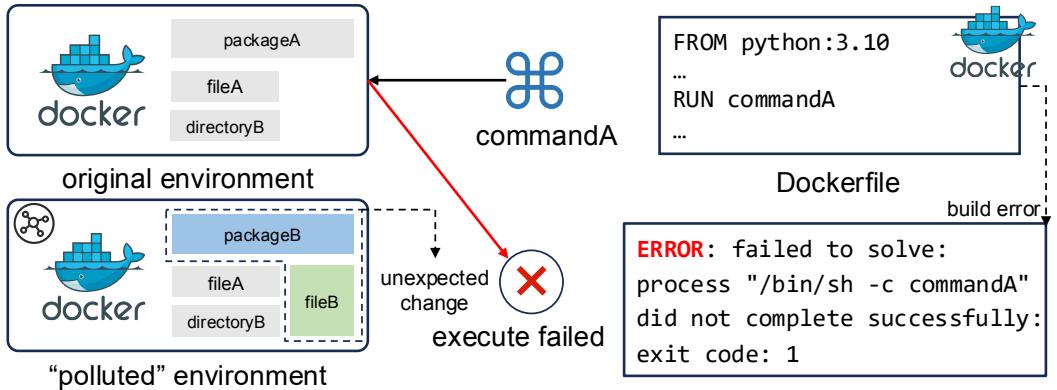 packageA
fileA
directoryB
docker
original environment
commandA
FROM python:3.10
…
RUN commandA
…
docker
Dockerfile
build error
packageB
fileA
directoryB
fileB
docker
"polluted" environment
unexpected
change
execute failed
ERROR: failed to solve:
process "/bin/sh -c commandA"
did not complete successfully:
exit code: 1